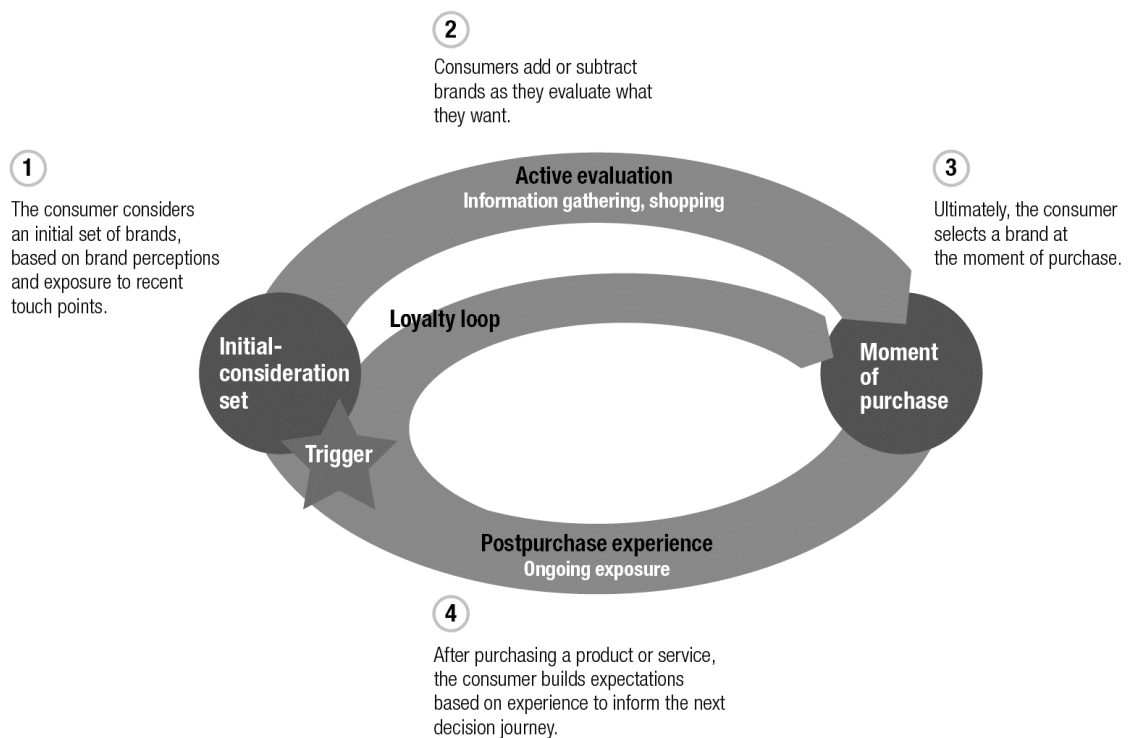 2
Consumers add or subtract
brands as they evaluate what
they want.
1
The consumer considers
an initial set of brands,
based on brand perceptions
and exposure to recent
touch points.
Active evaluation
Information gathering, shopping
3
Ultimately, the consumer
selects a brand at
the moment of purchase.
Loyalty loop
Initial-
consideration
set
Moment
of
purchase
Trigger
Postpurchase experience
Ongoing exposure
4
After purchasing a product or service,
the consumer builds expectations
based on experience to inform the next
decision journey.